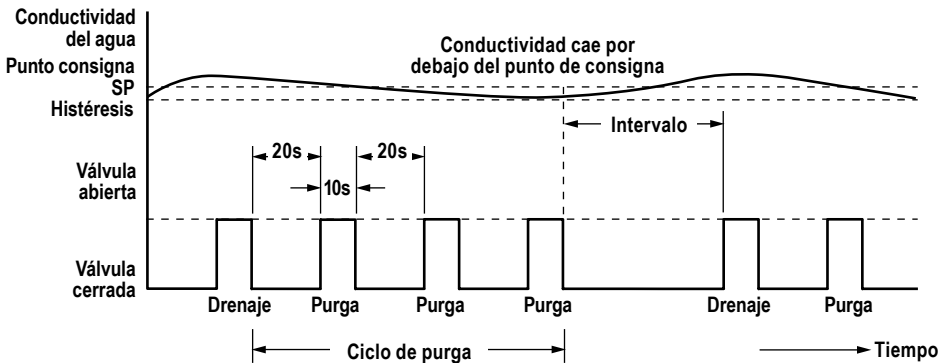 Conductividad
del agua
Punto consigna
SP
Histéresis
Conductividad cae por
debajo del punto de consigna
Intervalo
20s
20s
10s
Válvula
abierta
Válvula
cerrada
Drenaje
Purga
Purga
Purga
Drenaje
Purga
Ciclo de purga
Tiempo